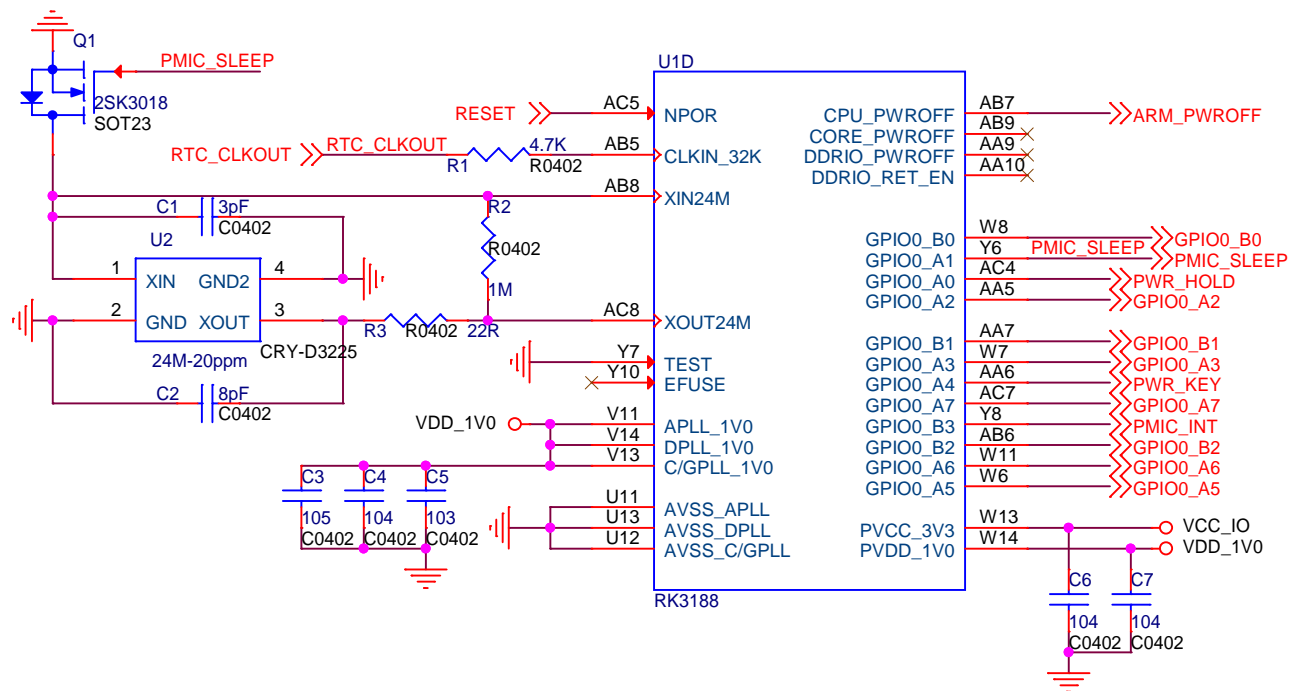 Q1
PMIC_SLEEP
2SK3018
SOT23
U1D
RESET
AC5
NPOR
CPU_PWROFF
AB7
ARM_PWROFF
RTC_CLKOUT
RTC_CLKOUT
R1
4.7K
R0402
AB5
CLKIN_32K
CORE_PWROFF
AB9
DDRIO_PWROFF
AA9
DDRIO_RET_EN
AA10
AB8
XIN24M
C1
3pF
C0402
R2
R0402
1M
U2
1
XIN
GND2
4
2
GND
XOUT
3
24M-20ppm
CRY-D3225
R3
R0402
22R
AC8
XOUT24M
C2
8pF
C0402
Y7
TEST
Y10
EFUSE
VDD_1V0
V11
APLL_1V0
V14
DPLL_1V0
V13
C/GPLL_1V0
C3
105
C0402
C4
104
C0402
C5
103
C0402
U11
AVSS_APLL
U13
AVSS_DPLL
U12
AVSS_C/GPLL
RK3188
GPIO0_B0
W8
GPIO0_B0
GPIO0_A1
Y6
PMIC_SLEEP
PMIC_SLEEP
GPIO0_A0
AC4
PWR_HOLD
GPIO0_A2
AA5
GPIO0_A2
GPIO0_B1
AA7
GPIO0_B1
GPIO0_A3
W7
GPIO0_A3
GPIO0_A4
AA6
PWR_KEY
GPIO0_A7
AC7
GPIO0_A7
GPIO0_B3
Y8
PMIC_INT
GPIO0_B2
AB6
GPIO0_B2
GPIO0_A6
W11
GPIO0_A6
GPIO0_A5
W6
GPIO0_A5
PVCC_3V3
W13
VCC_IO
PVDD_1V0
W14
VDD_1V0
C6
104
C0402
C7
104
C0402